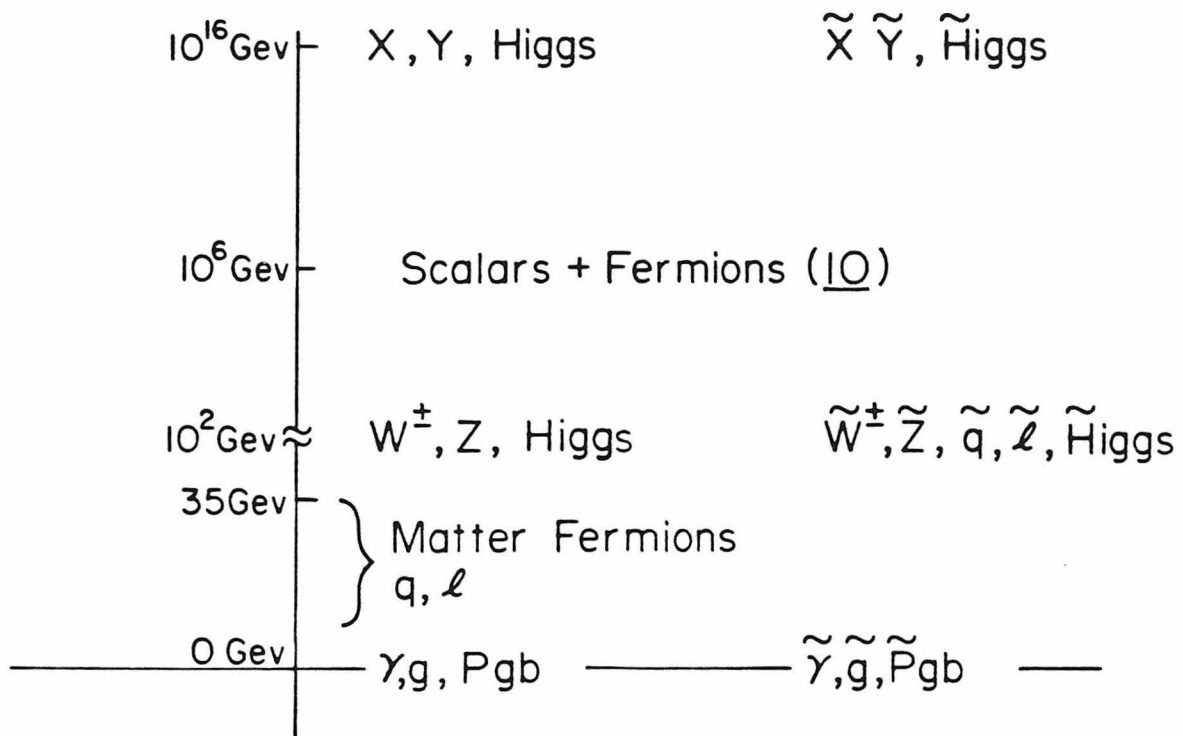 10¹⁶Gev X, Y, Higgs X̃ Ỹ, H̃iggs
10⁶Gev Scalars + Fermions (10)
10²Gev≈ W±, Z, Higgs W̃±, Z̃, q̃, ℓ̃, H̃iggs
35Gev
Matter Fermions
q, ℓ
0 Gev γ,g, Pgb γ̃,g̃,P̃gb